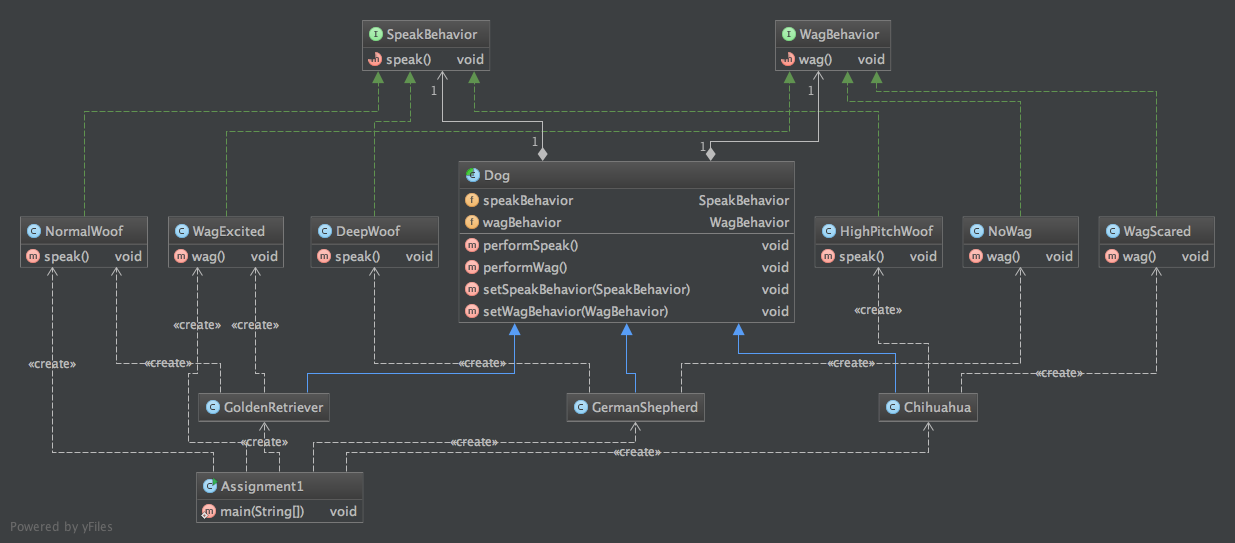 SpeakBehavior
speak() void
WagBehavior
wag() void
1
1
1
1
Dog
speakBehavior SpeakBehavior
wagBehavior WagBehavior
performSpeak() void
performWag() void
setSpeakBehavior(SpeakBehavior) void
setWagBehavior(WagBehavior) void
NormalWoof
speak() void
WagExcited
wag() void
DeepWoof
speak() void
HighPitchWoof
speak() void
NoWag
wag() void
WagScared
wag() void
«create»
«create»
«create»
«create»
«create»
«create»
«create»
«create»
GoldenRetriever
GermanShepherd
Chihuahua
«create»
«create»
«create»
Assignment1
main(String[]) void
Powered by yFiles